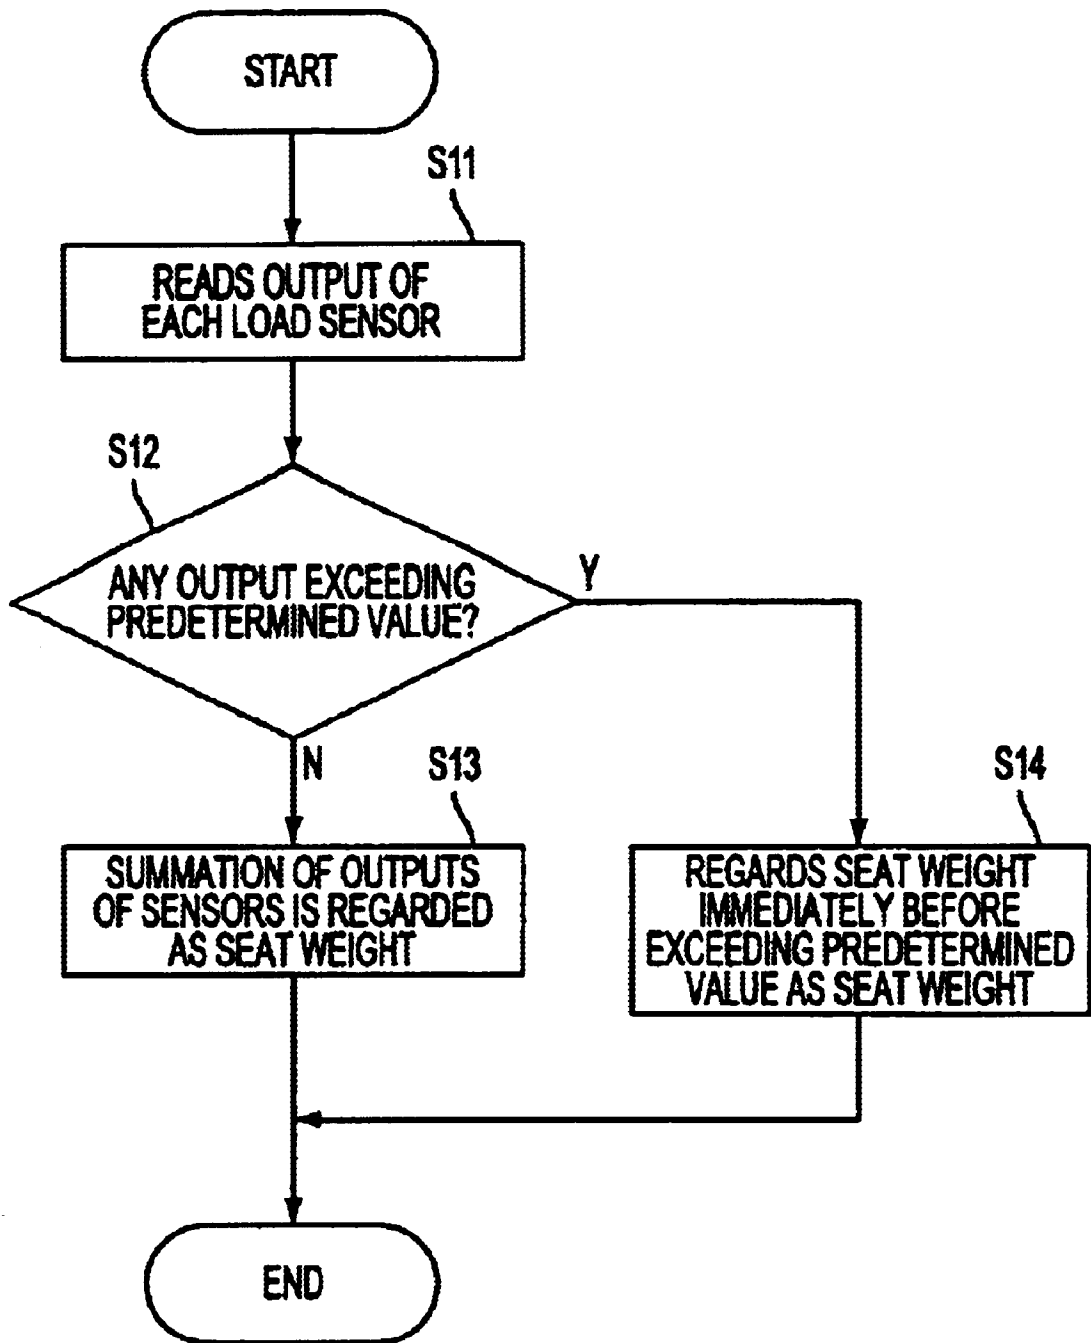 START
S11
READS OUTPUT OF
EACH LOAD SENSOR
S12
ANY OUTPUT EXCEEDING
PREDETERMINED VALUE?
Y
N
S13
SUMMATION OF OUTPUTS
OF SENSORS IS REGARDED
AS SEAT WEIGHT
S14
REGARDS SEAT WEIGHT
IMMEDIATELY BEFORE
EXCEEDING PREDETERMINED
VALUE AS SEAT WEIGHT
END